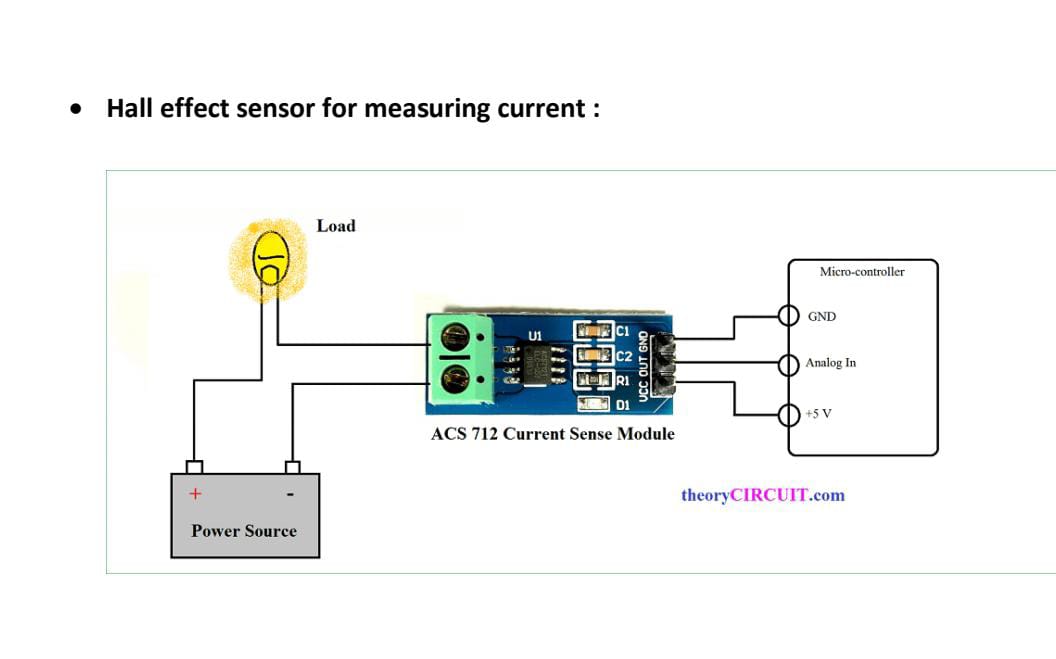 • Hall effect sensor for measuring current :
Load
Micro-controller
GND
Analog In
+5 V
U1
C1
C2
R1
D1
VCC OUT GND
ACS 712 Current Sense Module
theoryCIRCUIT.com
+ -
Power Source